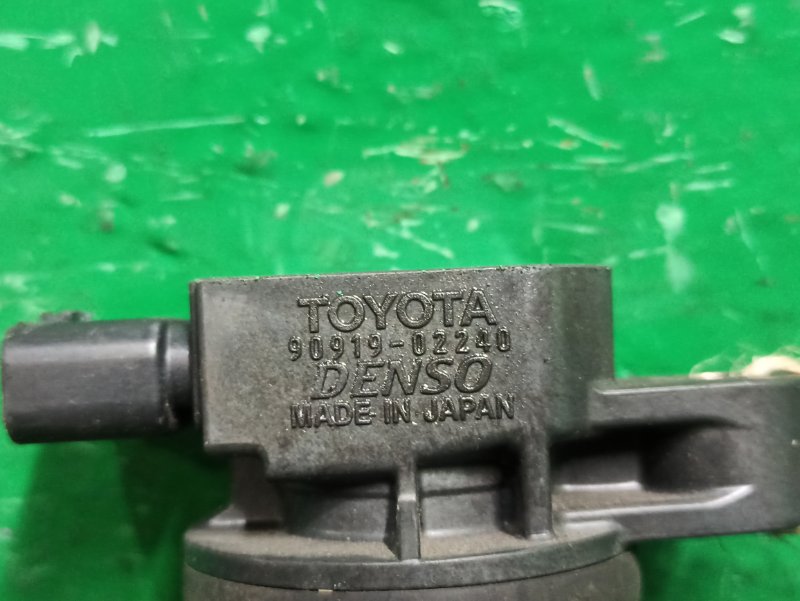 TOYOTA
90919-02240
DENSO
MADE IN JAPAN